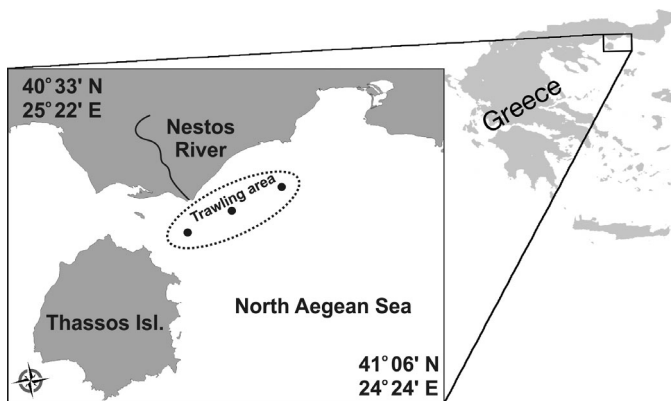 40° 33' N
25° 22' E
Nestos
River
Trawling area
Thassos Isl.
North Aegean Sea
41° 06' N
24° 24' E
Greece